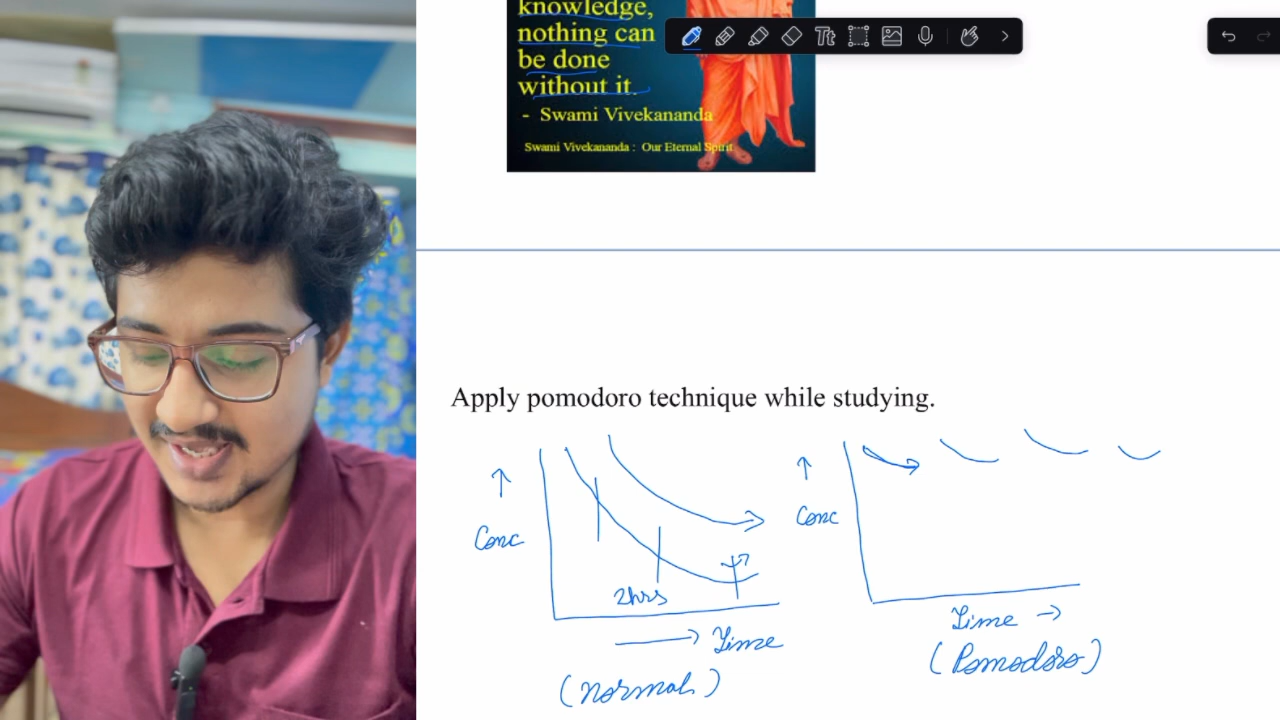 knowledge,
nothing can
be done
without it.
- Swami Vivekananda
Swami Vivekananda : Our Eternal Spirit
Tt
Apply pomodoro technique while studying.
Conc
2hrs
Time
(normal)
Conc
Time
(Pomodoro)